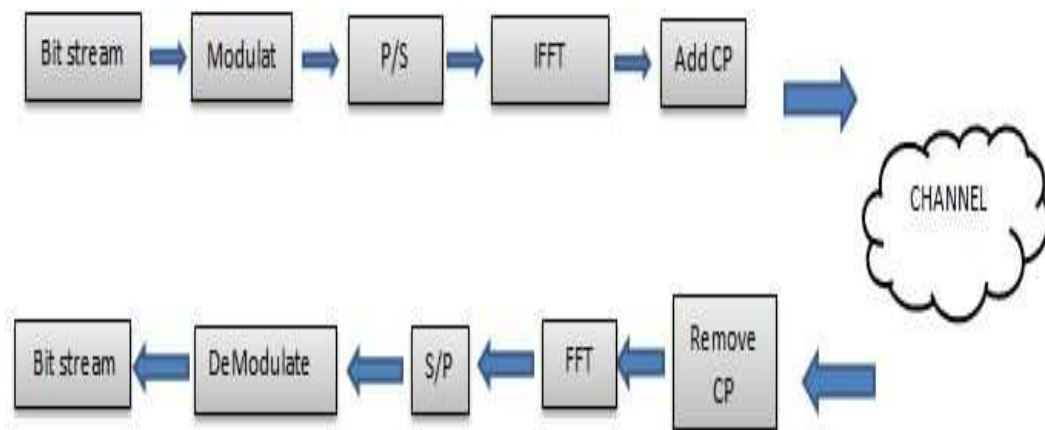 Bit stream
Modulat
P/S
IFFT
Add CP
CHANNEL
Remove
CP
FFT
S/P
DeModulate
Bit stream